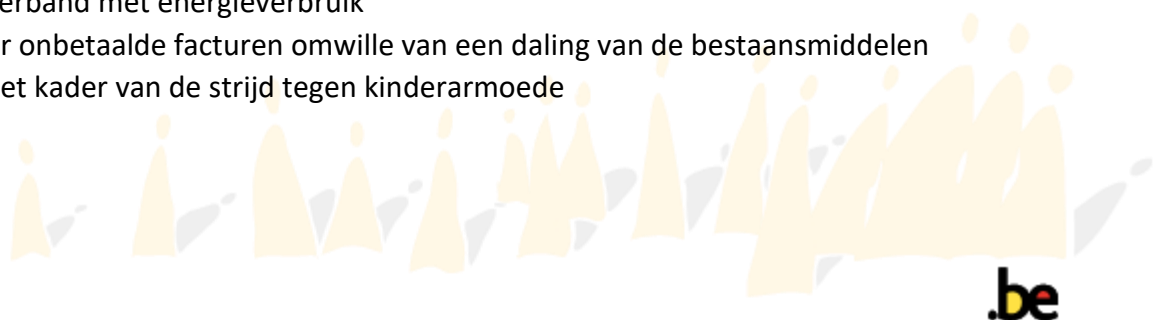 erband met energieverbruik
r onbetaalde facturen omwille van een daling van de bestaansmiddelen
et kader van de strijd tegen kinderarmoede
.be